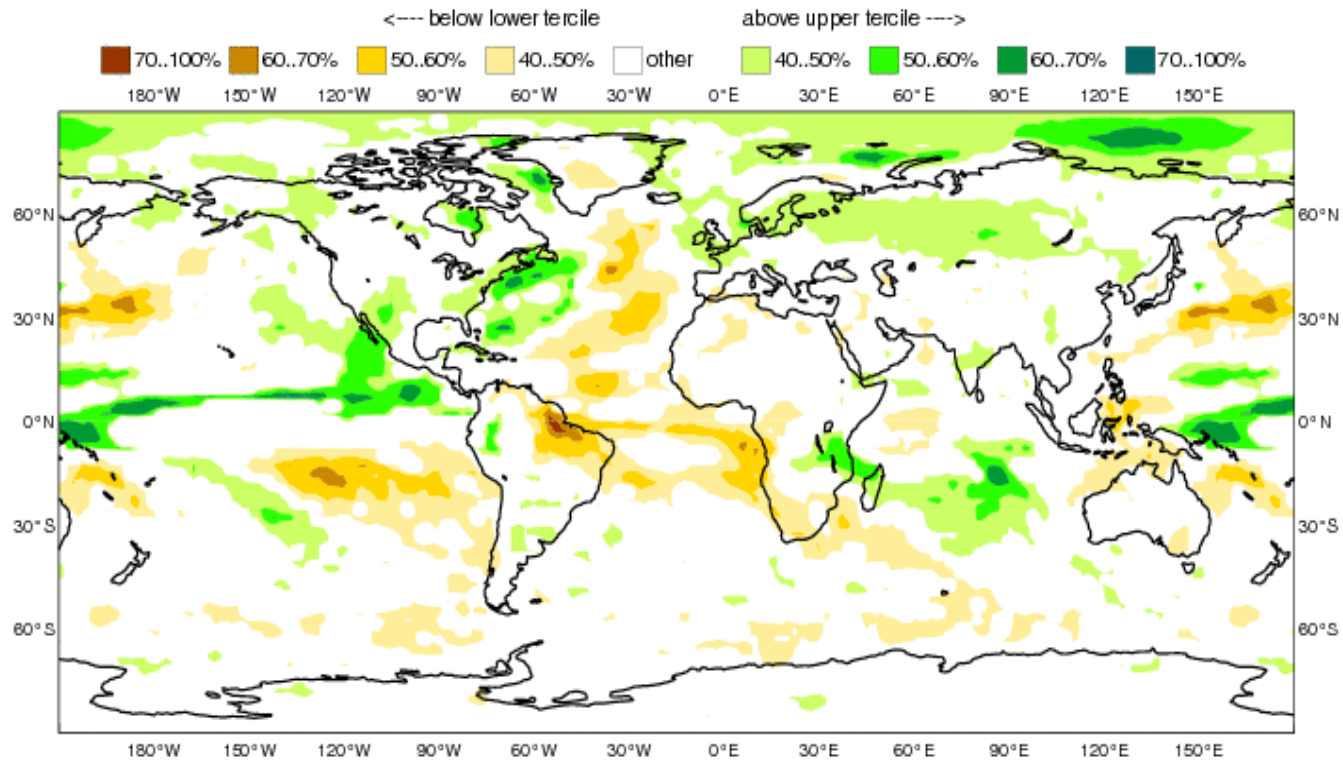 <---- below lower tercile above upper tercile ---->
70..100% 60..70% 50..60% 40..50% other 40..50% 50..60% 60..70% 70..100%
180°W 150°W 120°W 90°W 60°W 30°W 0°E 30°E 60°E 90°E 120°E 150°E
60°N 60°N
30°N 30°N
0°N 0°N
30°S 30°S
60°S 60°S
180°W 150°W 120°W 90°W 60°W 30°W 0°E 30°E 60°E 90°E 120°E 150°E